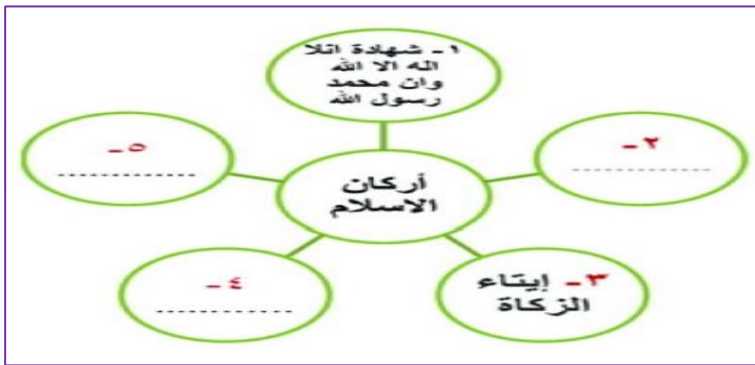 ١- شهادة انلا
اله الا الله
وان محمد
رسول الله
٢-
............
٣- إيتاء
الزكاة
٤-
............
٥-
............
أركان
الاسلام